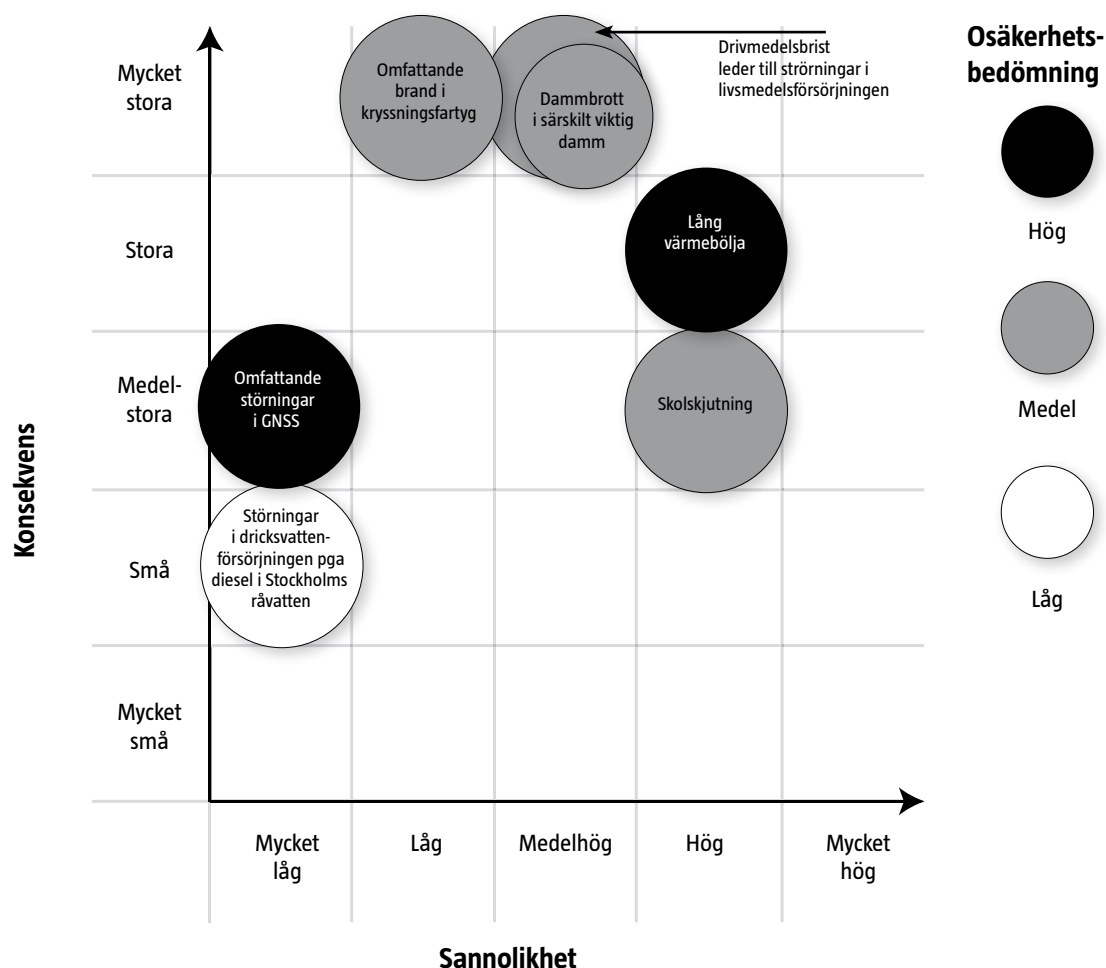 Osäkerhets-
bedömning
Hög
Medel
Låg
Konsekvens
Mycket
stora
Stora
Medel-
stora
Små
Mycket
små
Omfattande
brand i
kryssningsfartyg
Dammbrott
i särskilt viktig
damm
Drivmedelsbrist
leder till strörningar i
livsmedelsförsörjningen
Lång
värmebölja
Omfattande
störningar
i GNSS
Skolskjutning
Störningar
i dricksvatten-
försörjningen pga
diesel i Stockholms
råvatten
Mycket
låg
Låg
Medelhög
Hög
Mycket
hög
Sannolikhet